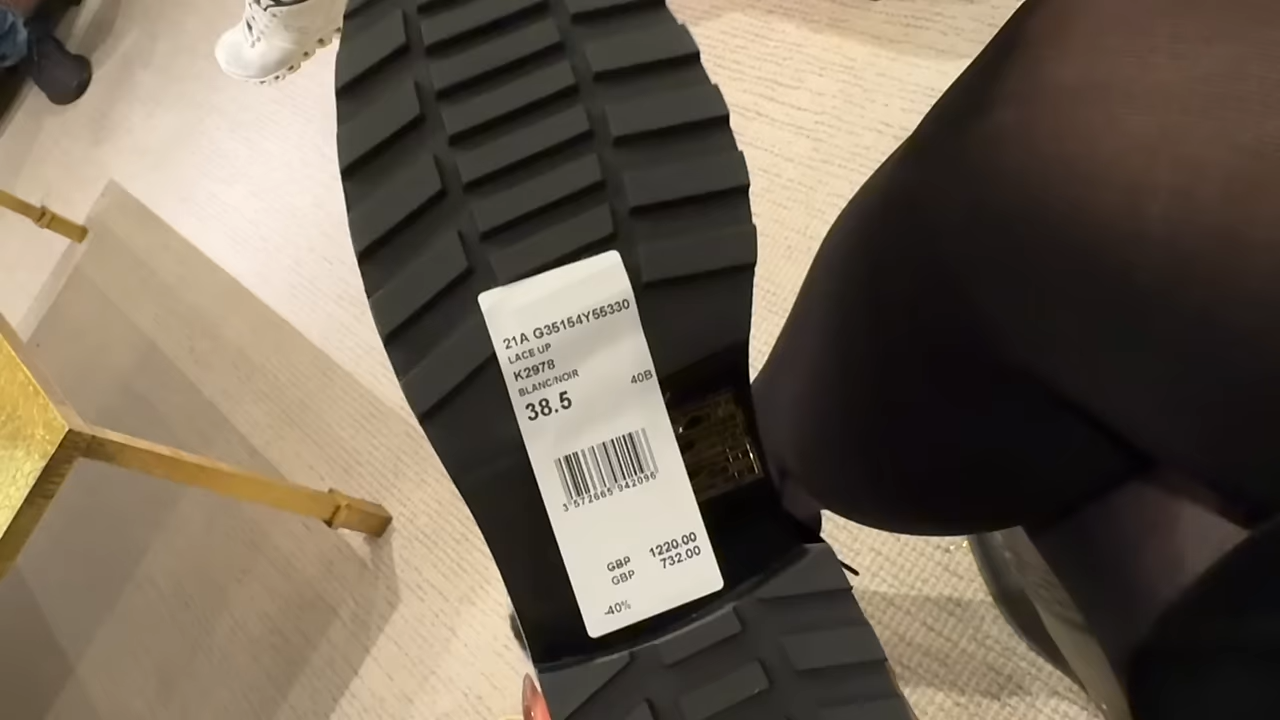 21A G35154Y55330
LACE UP
K2978
BLANC/NOIR 40B
38.5
3 572665 942096
GBP 1220.00
GBP 732.00
-40%